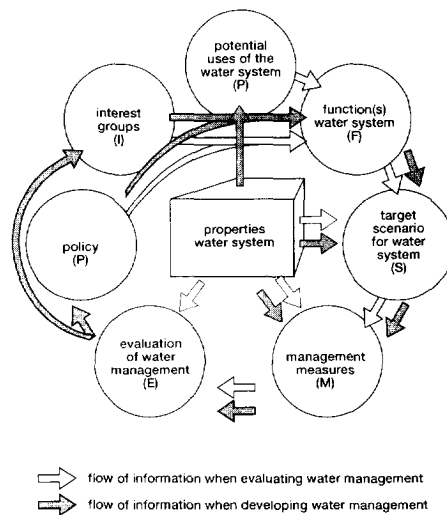 potential
uses of the
water system
(P)
interest
groups
(I)
function(s)
water system
(F)
policy
(P)
properties
water system
target
scenario
for water
system
(S)
evaluation
of water
management
(E)
management
measures
(M)
flow of information when evaluating water management
flow of information when developing water management